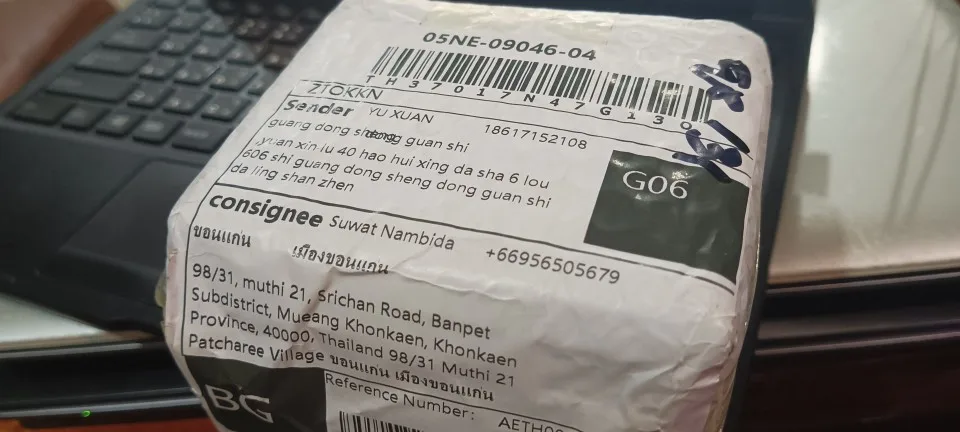 05NE-09046-04
TH37017N47G130
ZTOKKN
Sender YU XUAN 18617152108
guang dong sheng dong guan shi
yuan xin lu 40 hao hui xing da sha 6 lou
606 shi guang dong sheng dong guan shi
da ling shan zhen
G06
consignee Suwat Nambida +66956505679
ขอนแก่น เมืองขอนแก่น
98/31, muthi 21, Srichan Road, Banpet
Subdistrict, Mueang Khonkaen, Khonkaen
Province, 40000, Thailand 98/31 Muthi 21
Patcharee Village ขอนแก่น เมืองขอนแก่น
BG
Reference Number: